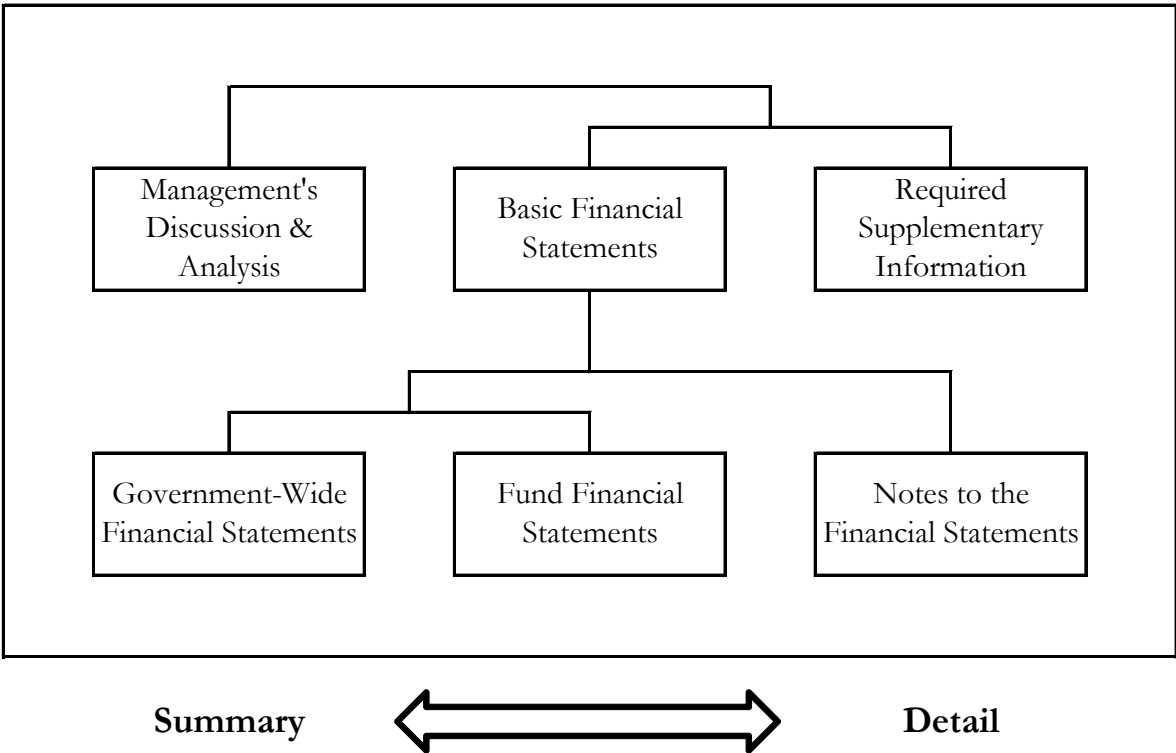 Management's
Discussion &
Analysis
Basic Financial
Statements
Required
Supplementary
Information
Government-Wide
Financial Statements
Fund Financial
Statements
Notes to the
Financial Statements
Summary
Detail